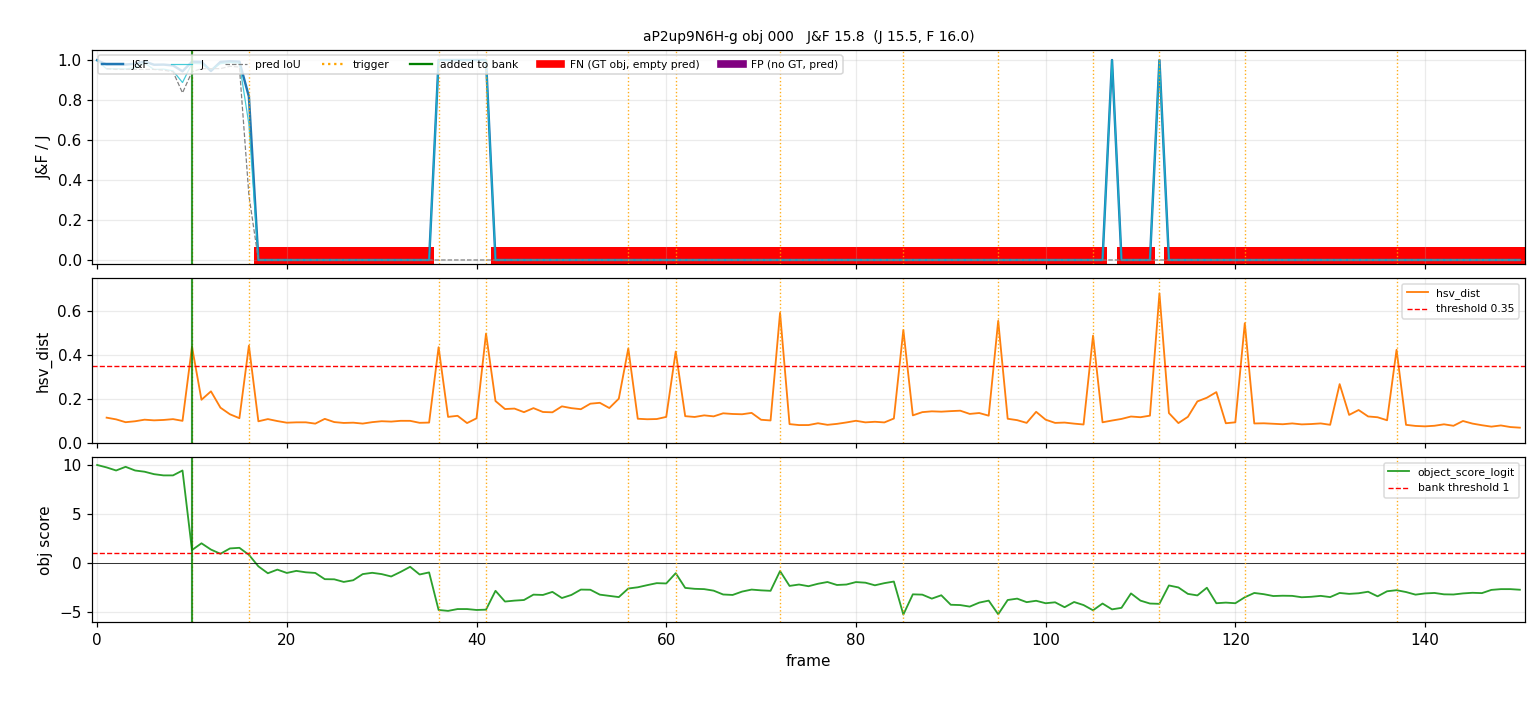 aP2up9N6H-g obj 000   J&F 15.8  (J 15.5, F 16.0)
J&F J pred IoU trigger added to bank FN (GT obj, empty pred) FP (no GT, pred)
1.0
0.8
0.6
0.4
0.2
0.0
J&F / J
hsv_dist
threshold 0.35
0.6
0.4
0.2
0.0
hsv_dist
object_score_logit
bank threshold 1
10
5
0
−5
obj score
0 20 40 60 80 100 120 140
frame